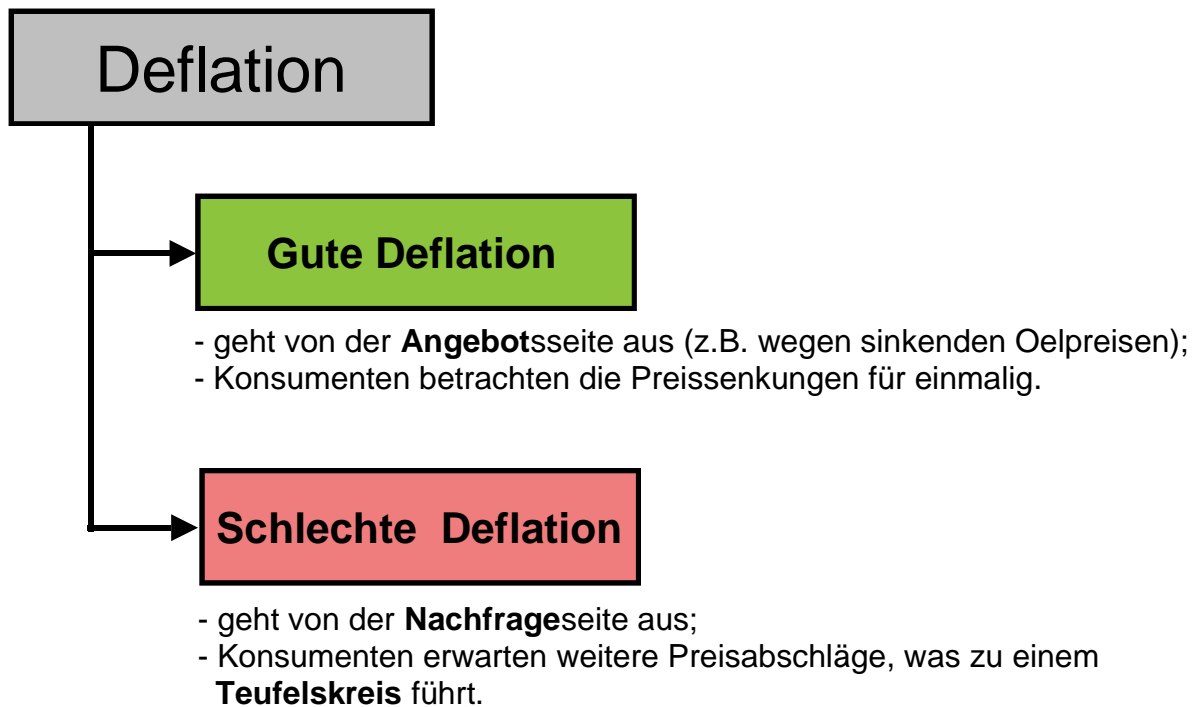 Deflation
Gute Deflation
- geht von der Angebotsseite aus (z.B. wegen sinkenden Oelpreisen);
- Konsumenten betrachten die Preissenkungen für einmalig.
Schlechte Deflation
- geht von der Nachfrageseite aus;
- Konsumenten erwarten weitere Preisabschläge, was zu einem
Teufelskreis führt.